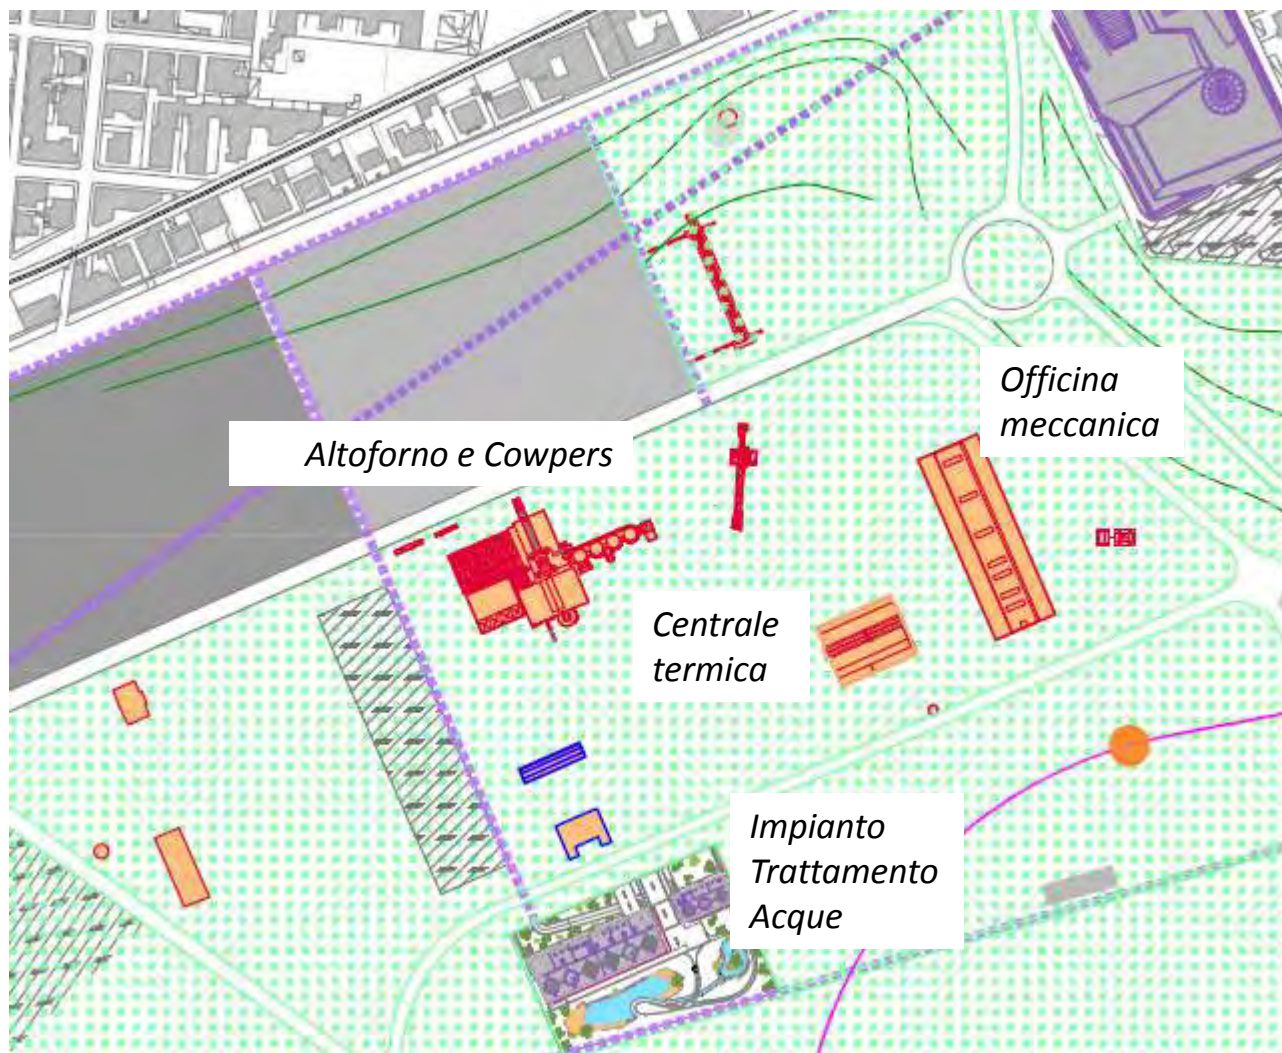 Officina
meccanica
Altoforno e Cowpers
Centrale
termica
Impianto
Trattamento
Acque